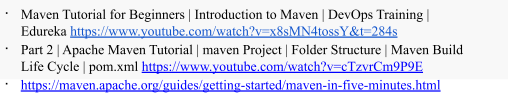 · Maven Tutorial for Beginners | Introduction to Maven | DevOps Training |
Edureka https://www.youtube.com/watch?v=x8sMN4tossY&t=284s
· Part 2 | Apache Maven Tutorial | maven Project | Folder Structure | Maven Build
Life Cycle | pom.xml https://www.youtube.com/watch?v=cTzvrCm9P9E
· https://maven.apache.org/guides/getting-started/maven-in-five-minutes.html